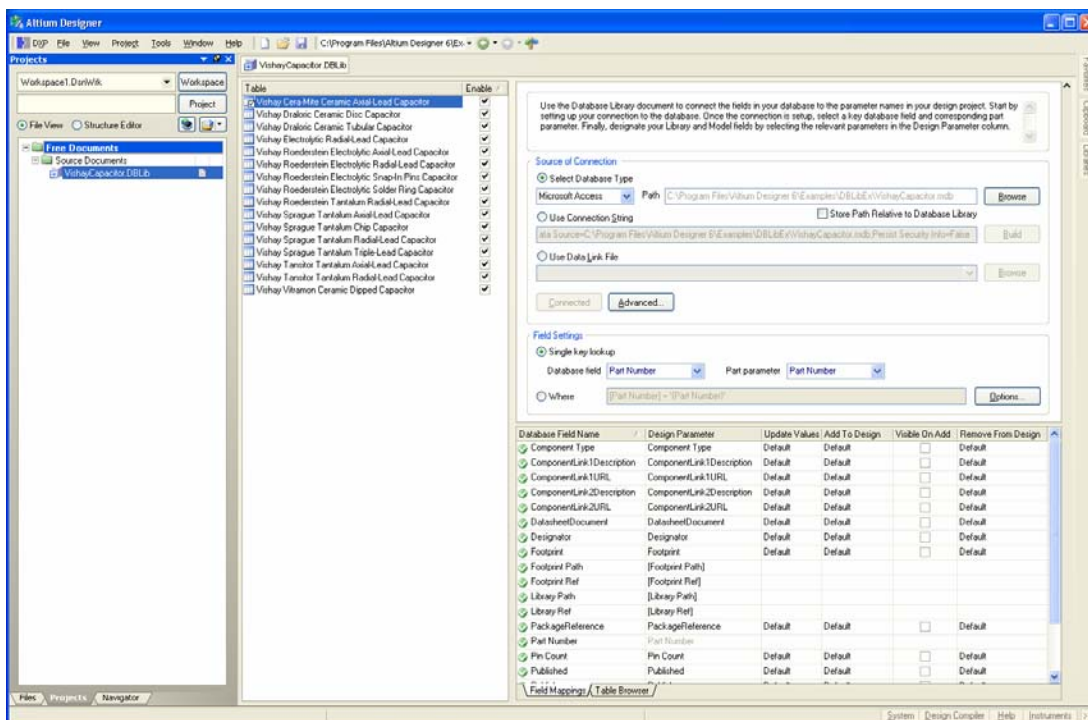 Altium Designer
DXP File View Project Tools Window Help C:\Program Files\Altium Designer 6\Ex
Projects
Workspace1.DsnWrk Workspace
Project
File View Structure Editor
Free Documents
Source Documents
VishayCapacitor.DBLib
Files Projects Navigator
VishayCapacitor.DBLib
Table Enable
Vishay Cera-Mite Ceramic Axial-Lead Capacitor
Vishay Draloric Ceramic Disc Capacitor
Vishay Draloric Ceramic Tubular Capacitor
Vishay Electrolytic Radial-Lead Capacitor
Vishay Roederstein Electrolytic Axial-Lead Capacitor
Vishay Roederstein Electrolytic Radial-Lead Capacitor
Vishay Roederstein Electrolytic Snap-In Pins Capacitor
Vishay Roederstein Electrolytic Solder Ring Capacitor
Vishay Roederstein Tantalum Radial-Lead Capacitor
Vishay Sprague Tantalum Axial-Lead Capacitor
Vishay Sprague Tantalum Chip Capacitor
Vishay Sprague Tantalum Radial-Lead Capacitor
Vishay Sprague Tantalum Triple-Lead Capacitor
Vishay Tansitor Tantalum Axial-Lead Capacitor
Vishay Tansitor Tantalum Radial-Lead Capacitor
Vishay Vitramon Ceramic Dipped Capacitor
Use the Database Library document to connect the fields in your database to the parameter names in your design project. Start by
setting up your connection to the database. Once the connection is setup, select a key database field and corresponding part
parameter. Finally, designate your Library and Model fields by selecting the relevant parameters in the Design Parameter column.
Source of Connection
Select Database Type
Microsoft Access Path C:\Program Files\Altium Designer 6\Examples\DBLibEx\VishayCapacitor.mdb Browse
Use Connection String Store Path Relative to Database Library
ata Source=C:\Program Files\Altium Designer 6\Examples\DBLibEx\VishayCapacitor.mdb;Persist Security Info=False Build
Use Data Link File
Browse
Connected Advanced...
Field Settings
Single key lookup
Database field Part Number Part parameter Part Number
Where [Part Number] = '{Part Number}' Options...
Database Field Name Design Parameter Update Values Add To Design Visible On Add Remove From Design
Component Type Component Type Default Default Default
ComponentLink1Description ComponentLink1Description Default Default Default
ComponentLink1URL ComponentLink1URL Default Default Default
ComponentLink2Description ComponentLink2Description Default Default Default
ComponentLink2URL ComponentLink2URL Default Default Default
DatasheetDocument DatasheetDocument Default Default Default
Designator Designator Default Default Default
Footprint Footprint Default Default Default
Footprint Path [Footprint Path]
Footprint Ref [Footprint Ref]
Library Path [Library Path]
Library Ref [Library Ref]
PackageReference PackageReference Default Default Default
Part Number Part Number
Pin Count Pin Count Default Default Default
Published Published Default Default Default
Field Mappings Table Browser
System Design Compiler Help Instruments
Libraries